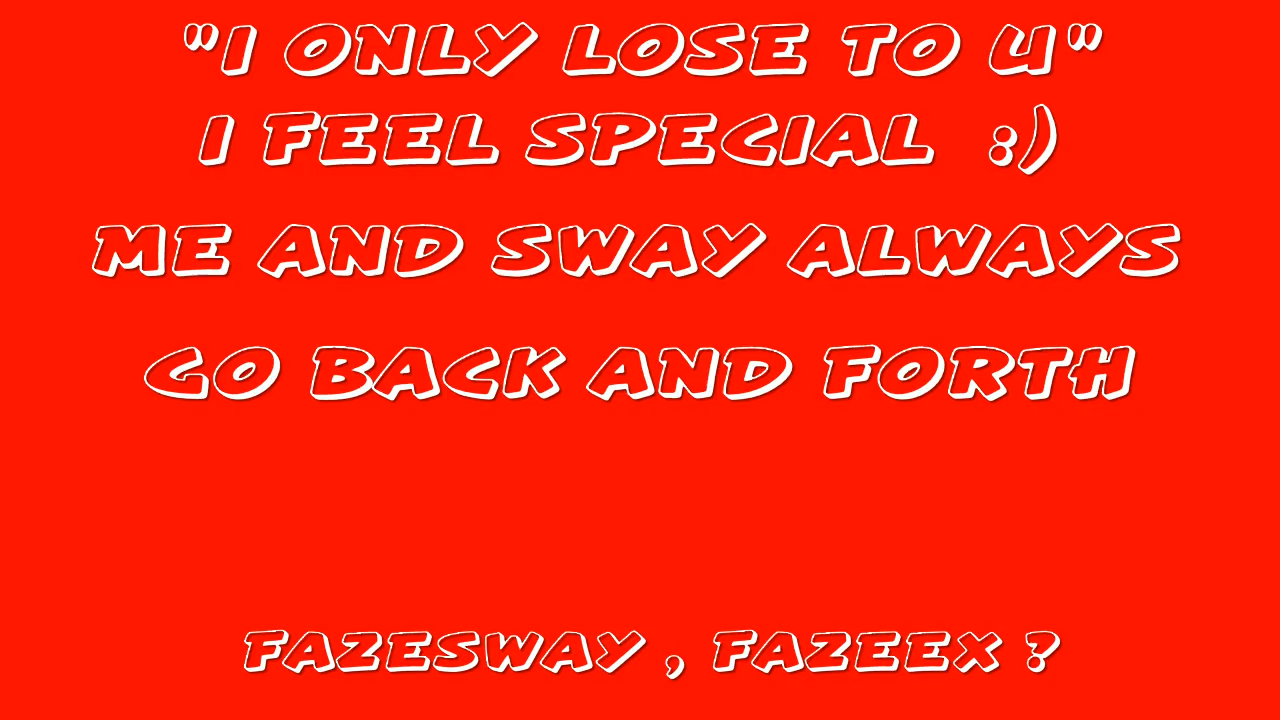 "I ONLY LOSE TO U"
I FEEL SPECIAL :)
ME AND SWAY ALWAYS
GO BACK AND FORTH
FAZESWAY , FAZEEX ?